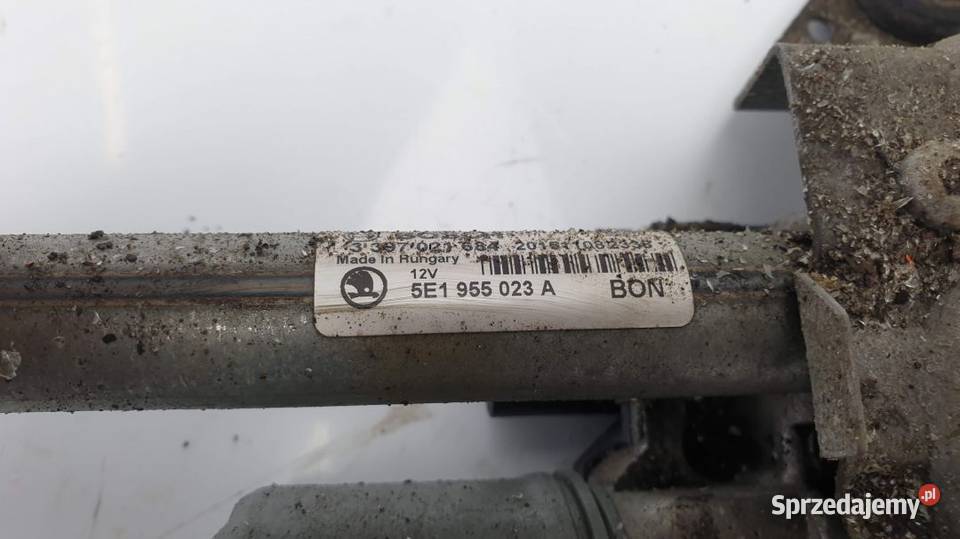 3 397 021 684
Made in Hungary
12V
5E1 955 023 A
BON
Sprzedajemy.pl